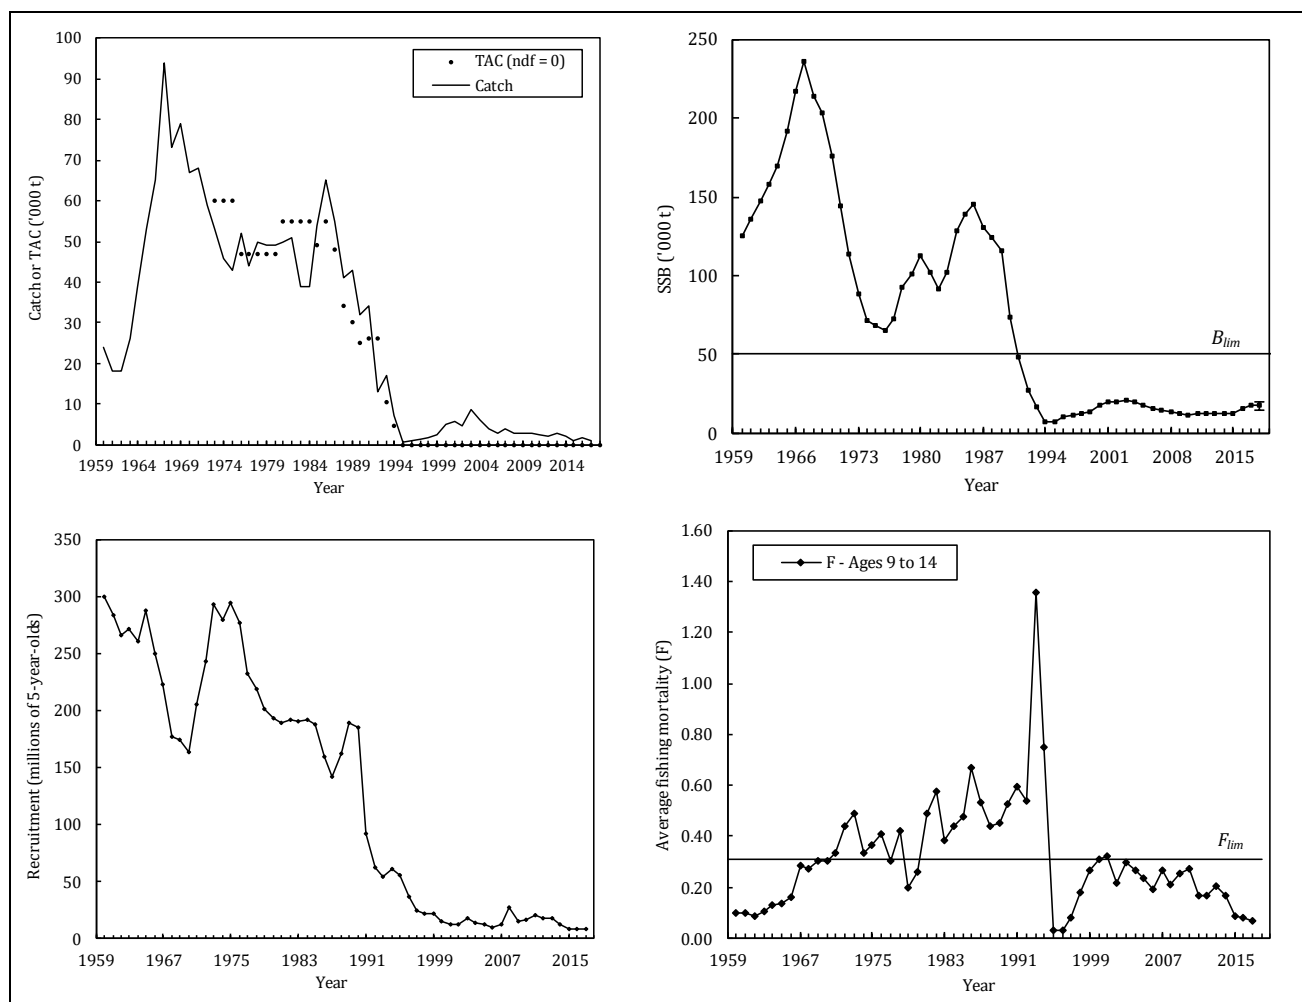 100
90
80
70
60
50
40
30
20
10
0
Catch or TAC ('000 t)
TAC (ndf = 0)
Catch
1959 1964 1969 1974 1979 1984 1989 1994 1999 2004 2009 2014
Year
250
200
150
100
50
0
SSB ('000 t)
Blim
1959 1966 1973 1980 1987 1994 2001 2008 2015
Year
350
300
250
200
150
100
50
0
Recruitment (millions of 5-year-olds)
1959 1967 1975 1983 1991 1999 2007 2015
Year
1.60
1.40
1.20
1.00
0.80
0.60
0.40
0.20
0.00
Average fishing mortality (F)
F - Ages 9 to 14
Flim
1959 1967 1975 1983 1991 1999 2007 2015
Year